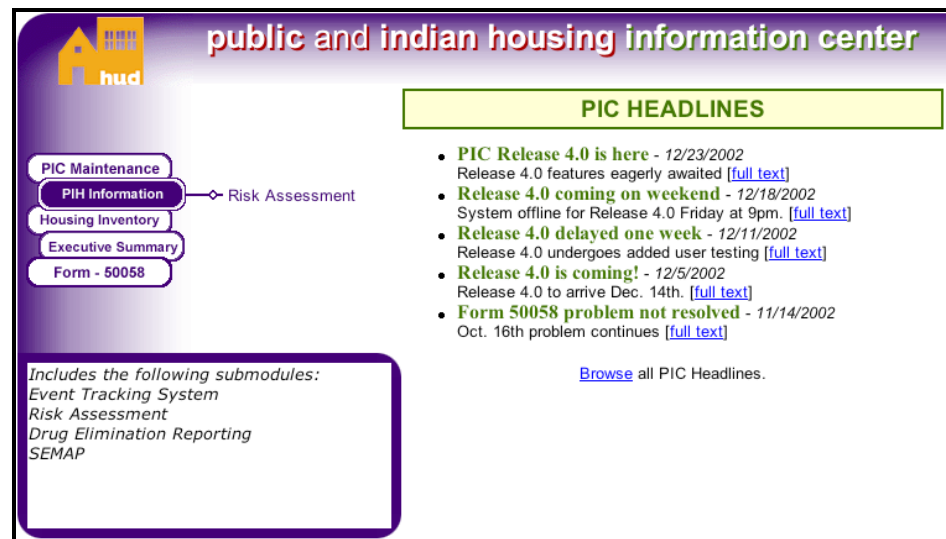 hud
public and indian housing information center
PIC Maintenance
PIH Information
Risk Assessment
Housing Inventory
Executive Summary
Form - 50058
Includes the following submodules:
Event Tracking System
Risk Assessment
Drug Elimination Reporting
SEMAP
PIC HEADLINES
PIC Release 4.0 is here - 12/23/2002
Release 4.0 features eagerly awaited [full text]
Release 4.0 coming on weekend - 12/18/2002
System offline for Release 4.0 Friday at 9pm. [full text]
Release 4.0 delayed one week - 12/11/2002
Release 4.0 undergoes added user testing [full text]
Release 4.0 is coming! - 12/5/2002
Release 4.0 to arrive Dec. 14th. [full text]
Form 50058 problem not resolved - 11/14/2002
Oct. 16th problem continues [full text]
Browse all PIC Headlines.